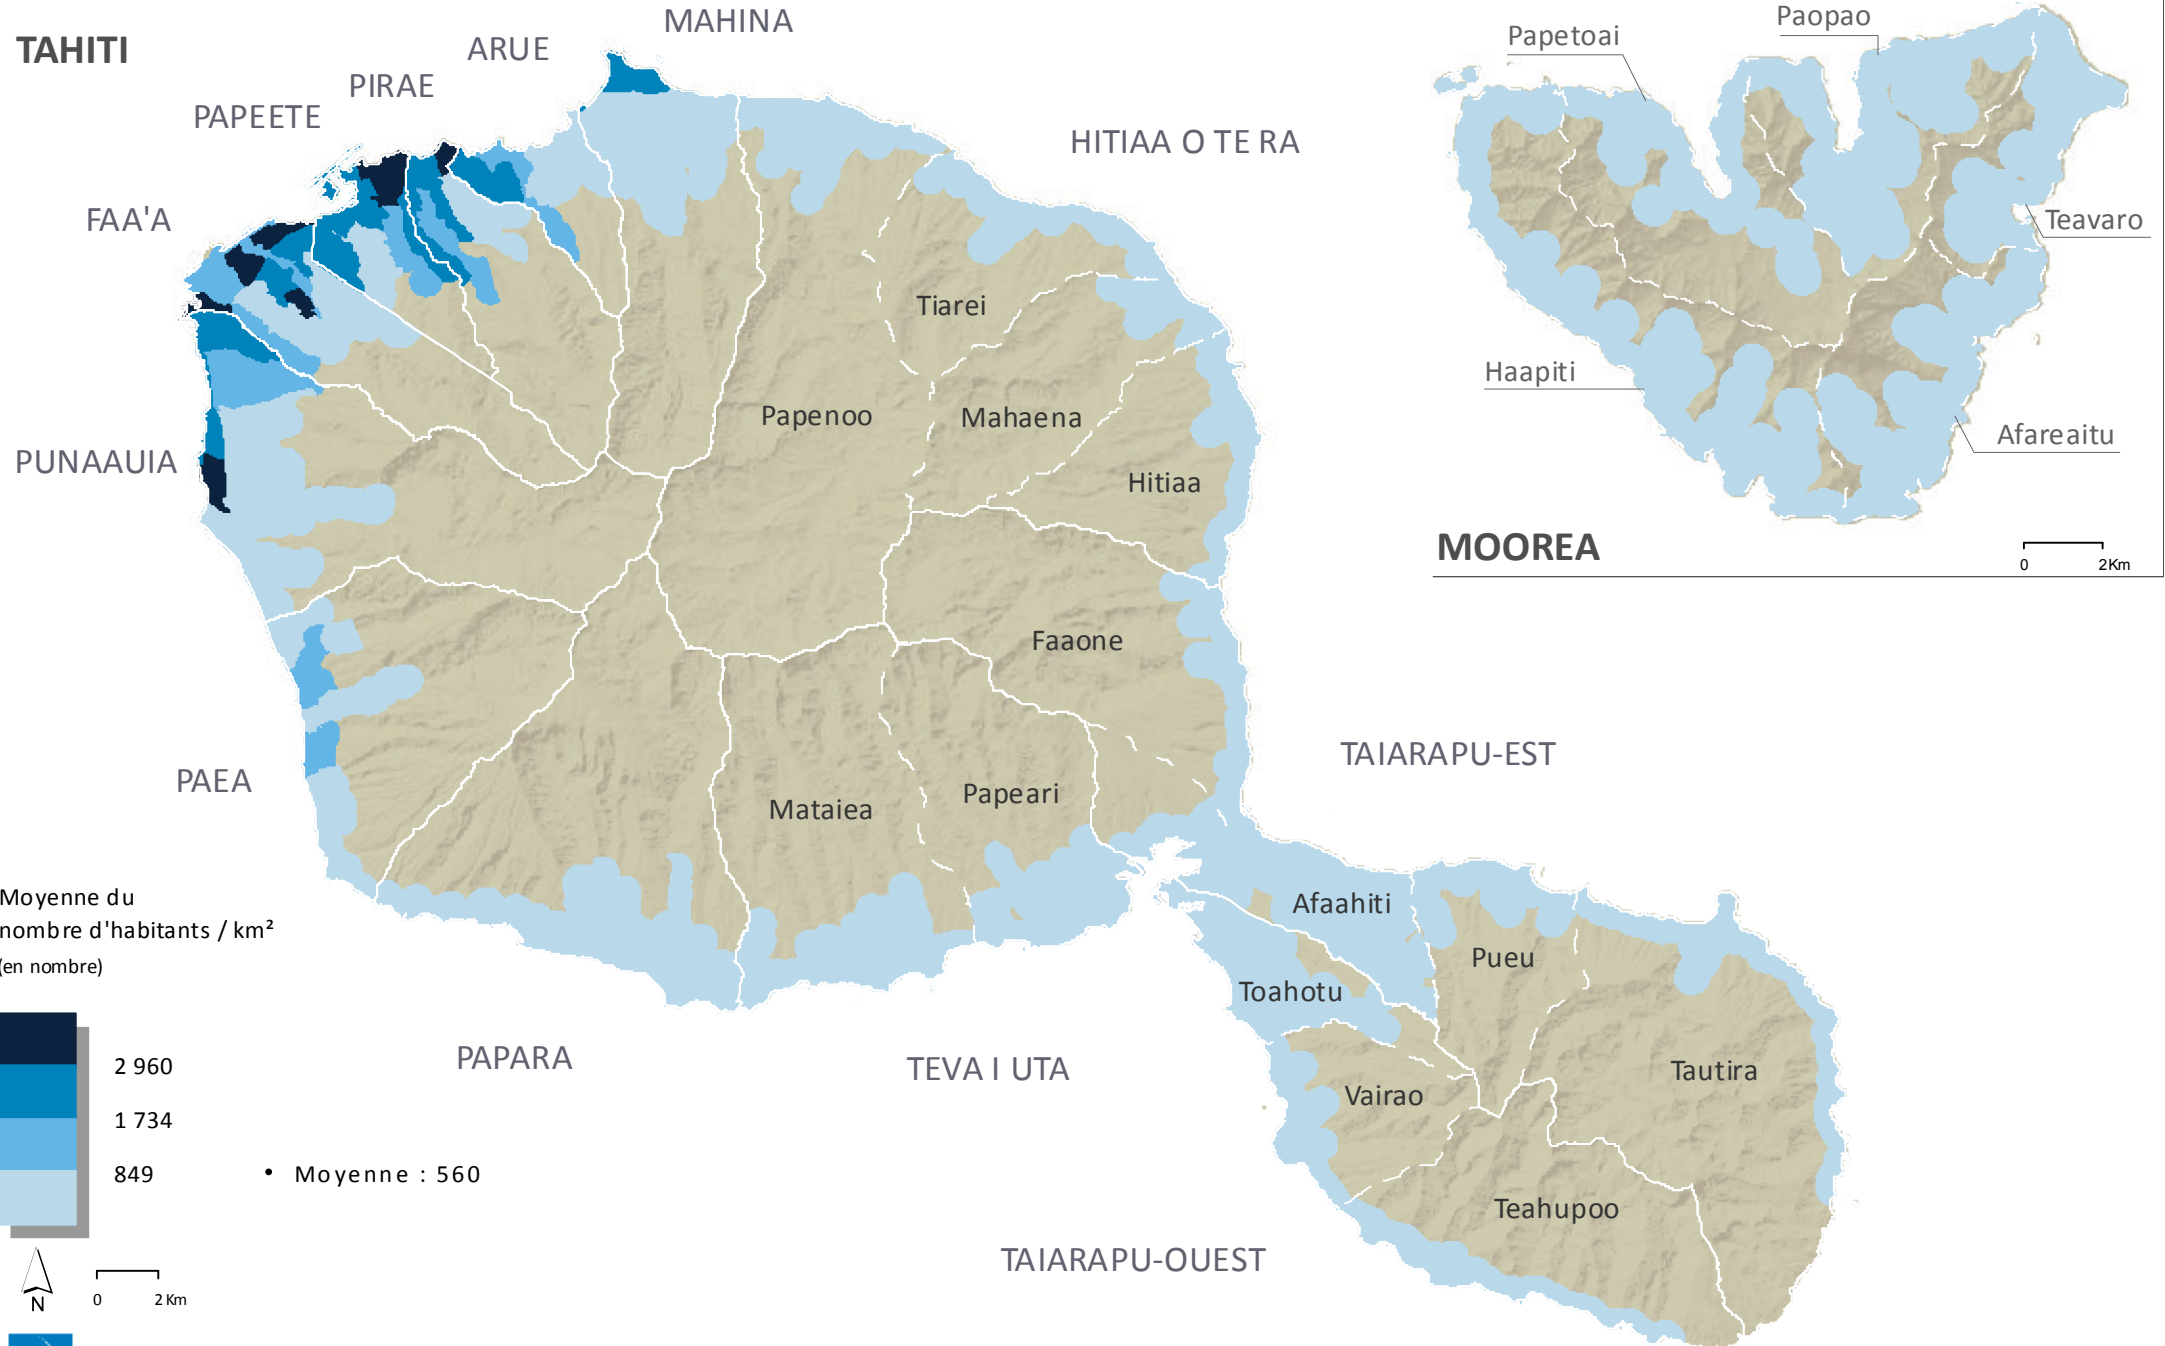 TAHITI
MAHINA
ARUE
PIRAE
PAPEETE
FAA'A
PUNAAUIA
PAEA
PAPARA
TEVA I UTA
TAIARAPU-OUEST
TAIARAPU-EST
HITIAA O TE RA
Tiarei
Papenoo
Mahaena
Hitiaa
Faaone
Mataiea
Papeari
Afaahiti
Pueu
Toahotu
Vairao
Tautira
Teahupoo
Papetoai
Paopao
Teavaro
Haapiti
Afareaitu
MOOREA
0 2Km
Moyenne du
nombre d'habitants / km²
(en nombre)
2 960
1 734
849
• Moyenne : 560
N
0 2 Km